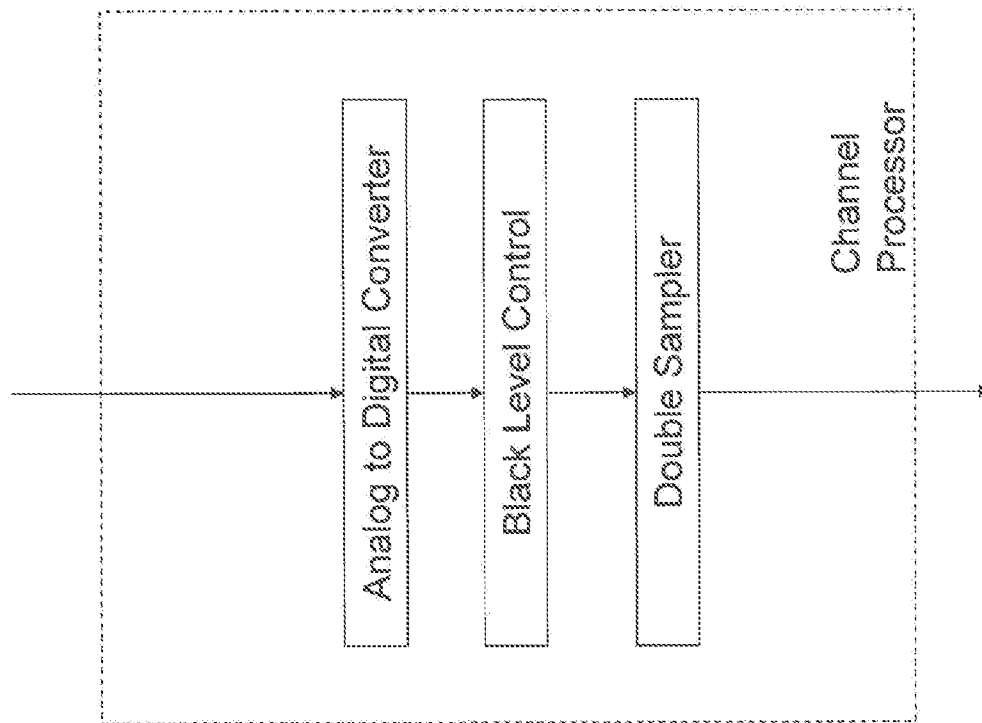 Analog to Digital Converter
Black Level Control
Double Sampler
Channel
Processor